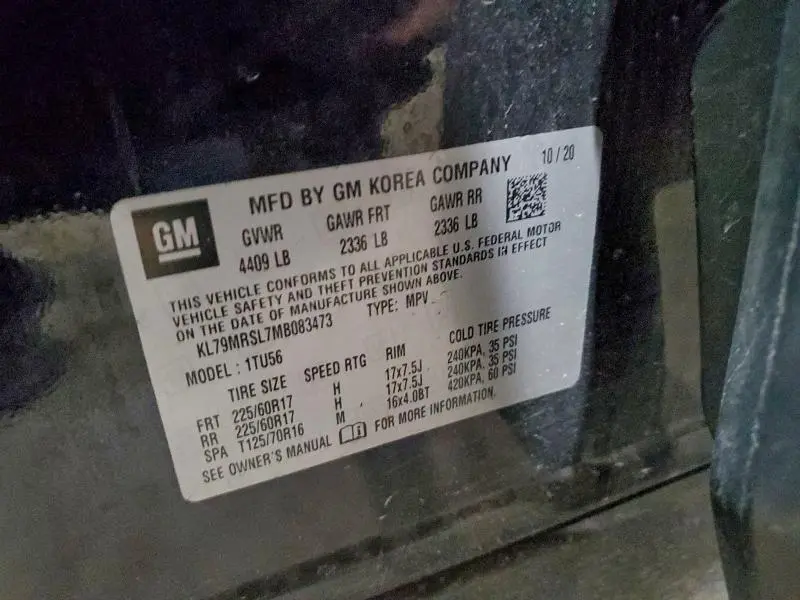 MFD BY GM KOREA COMPANY 10/20
GM
GVWR GAWR FRT GAWR RR
4409 LB 2336 LB 2336 LB
THIS VEHICLE CONFORMS TO ALL APPLICABLE U.S. FEDERAL MOTOR
VEHICLE SAFETY AND THEFT PREVENTION STANDARDS IN EFFECT
ON THE DATE OF MANUFACTURE SHOWN ABOVE.
KL79MRSL7MB083473 TYPE: MPV
MODEL : 1TU56
TIRE SIZE SPEED RTG RIM COLD TIRE PRESSURE
FRT 225/60R17 H 17x7.5J 240KPA, 35 PSI
RR 225/60R17 H 17x7.5J 240KPA, 35 PSI
SPA T125/70R16 M 16x4.0BT 420KPA, 60 PSI
SEE OWNER'S MANUAL FOR MORE INFORMATION.